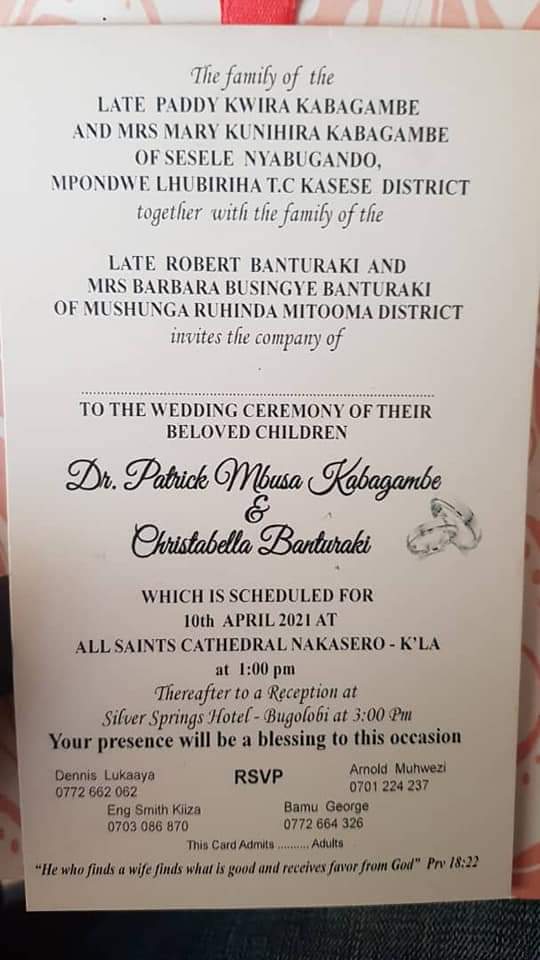 The family of the
LATE PADDY KWIRA KABAGAMBE
AND MRS MARY KUNIHIRA KABAGAMBE
OF SESELE NYABUGANDO,
MPONDWE LHUBIRIHA T.C KASESE DISTRICT
together with the family of the
LATE ROBERT BANTURAKI AND
MRS BARBARA BUSINGYE BANTURAKI
OF MUSHUNGA RUHINDA MITOOMA DISTRICT
invites the company of
................................................................................
TO THE WEDDING CEREMONY OF THEIR
BELOVED CHILDREN
Dr. Patrick Mbusa Kabagambe
&
Christabella Banturaki
WHICH IS SCHEDULED FOR
10th APRIL 2021 AT
ALL SAINTS CATHEDRAL NAKASERO - K'LA
at 1:00 pm
Thereafter to a Reception at
Silver Springs Hotel - Bugolobi at 3:00 Pm
Your presence will be a blessing to this occasion
RSVP
Dennis Lukaaya
0772 662 062
Arnold Muhwezi
0701 224 237
Eng Smith Kiiza
0703 086 870
Bamu George
0772 664 326
This Card Admits .......... Adults
“He who finds a wife finds what is good and receives favor from God” Prv 18:22